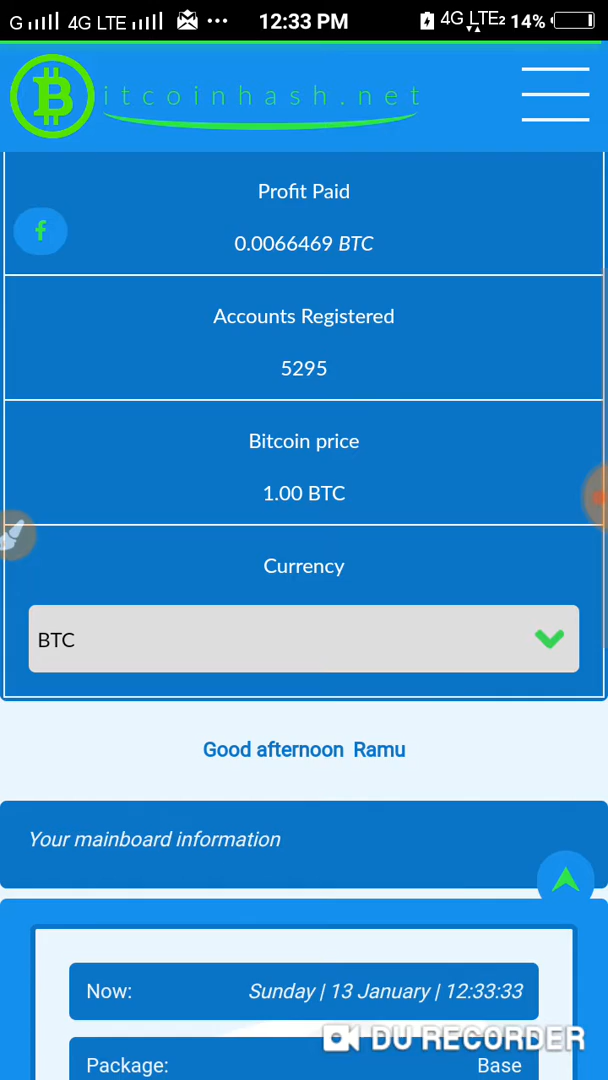 G 4G LTE 12:33 PM 4G LTE2 14%
itcoinhash.net
Profit Paid
0.0066469 BTC
Accounts Registered
5295
Bitcoin price
1.00 BTC
Currency
BTC
Good afternoon Ramu
Your mainboard information
Now: Sunday | 13 January | 12:33:33
DU RECORDER
Package: Base